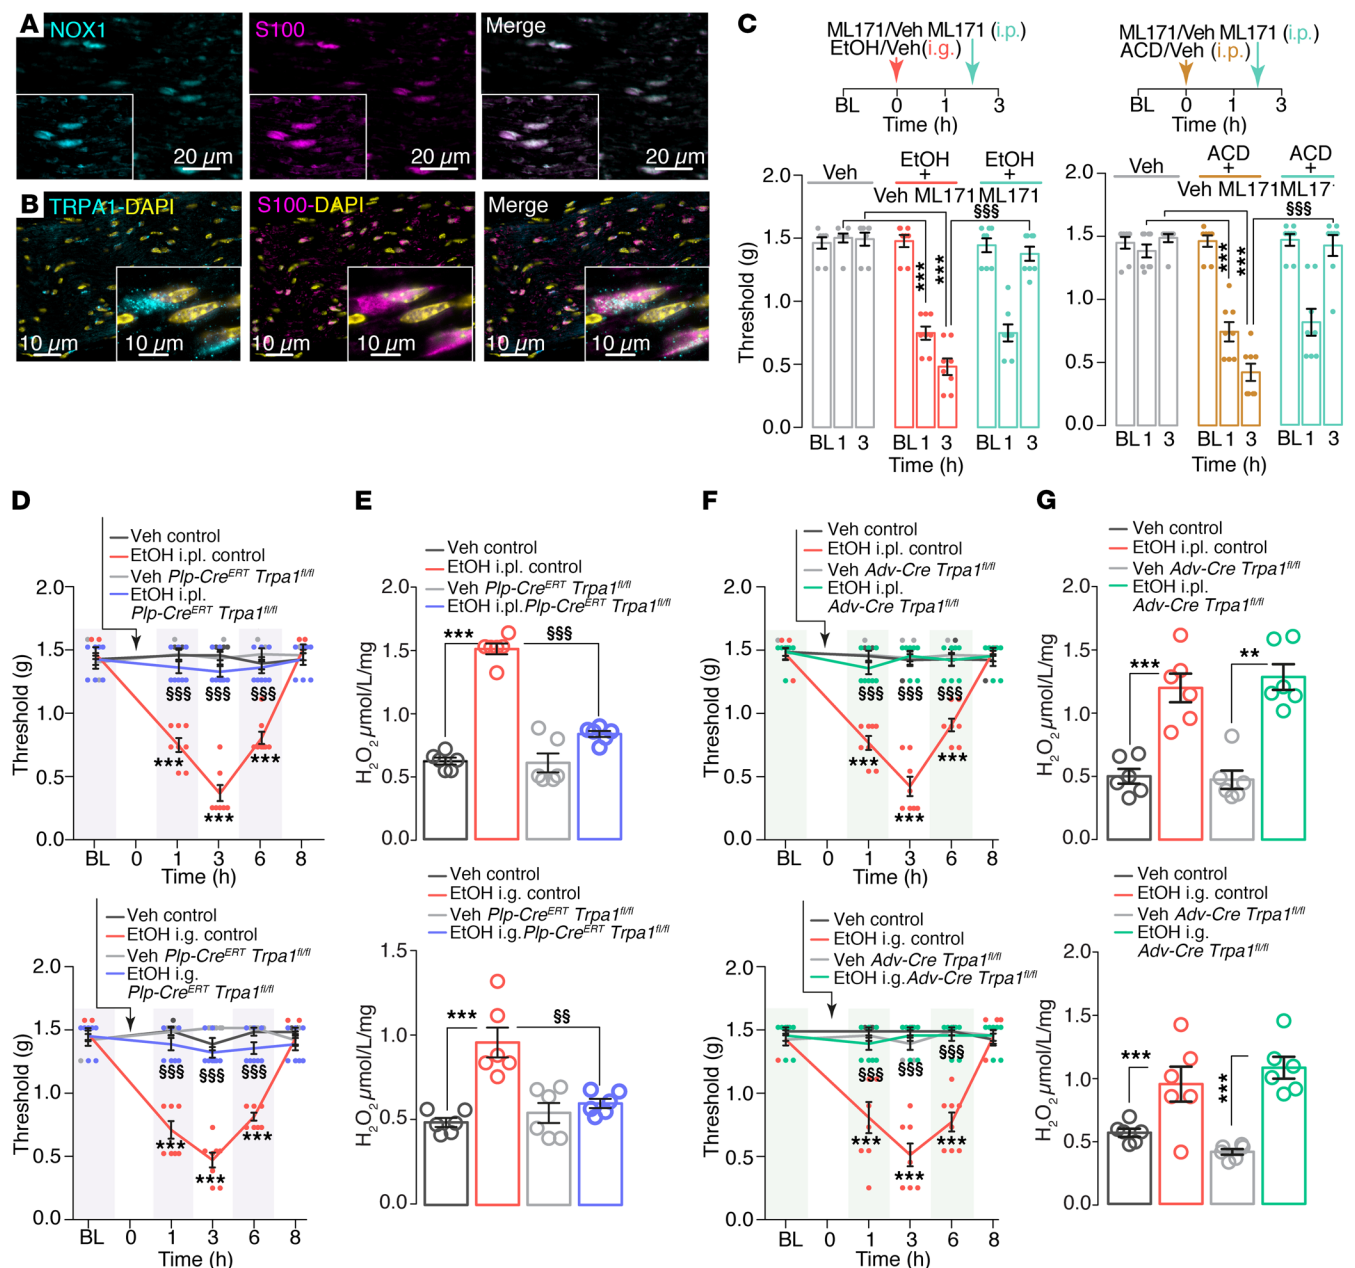 A
NOX1
S100
Merge
20 µm
20 µm
20 µm
B
TRPA1-DAPI
S100-DAPI
Merge
10 µm
10 µm
10 µm
10 µm
10 µm
10 µm
C
ML171/Veh ML171 (i.p.)
EtOH/Veh(i.g.)
BL 0 1 3
Time (h)
ML171/Veh ML171 (i.p.)
ACD/Veh (i.p.)
BL 0 1 3
Time (h)
Veh
EtOH
+
Veh ML171
EtOH
+
ML171
§§§
***
***
Threshold (g)
2.0
1.5
1.0
0.5
0.0
BL 1 3
BL 1 3
BL 1 3
Time (h)
Veh
ACD
+
Veh ML171
ACD
+
ML17
§§§
***
***
2.0
1.5
1.0
0.5
0.0
BL 1 3
BL 1 3
BL 1 3
Time (h)
D
Veh control
EtOH i.pl. control
Veh Plp-CreERT Trpa1fl/fl
EtOH i.pl.
Plp-CreERT Trpa1fl/fl
Threshold (g)
2.0
1.5
1.0
0.5
0.0
§§§ §§§ §§§
*** *** ***
BL 0 1 3 6 8
Time (h)
Veh control
EtOH i.g. control
Veh Plp-CreERT Trpa1fl/fl
EtOH i.g.
Plp-CreERT Trpa1fl/fl
Threshold (g)
2.0
1.5
1.0
0.5
0.0
§§§ §§§ §§§
*** *** ***
BL 0 1 3 6 8
Time (h)
E
Veh control
EtOH i.pl. control
Veh Plp-CreERT Trpa1fl/fl
EtOH i.pl. Plp-CreERT Trpa1fl/fl
H2O2 µmol/L/mg
2.0
1.5
1.0
0.5
0.0
*** §§§
Veh control
EtOH i.g. control
Veh Plp-CreERT Trpa1fl/fl
EtOH i.g. Plp-CreERT Trpa1fl/fl
H2O2 µmol/L/mg
1.5
1.0
0.5
0.0
*** §§
F
Veh control
EtOH i.pl. control
Veh Adv-Cre Trpa1fl/fl
EtOH i.pl.
Adv-Cre Trpa1fl/fl
Threshold (g)
2.0
1.5
1.0
0.5
0.0
§§§ §§§ §§§
*** *** ***
BL 0 1 3 6 8
Time (h)
Veh control
EtOH i.g. control
Veh Adv-Cre Trpa1fl/fl
EtOH i.g. Adv-Cre Trpa1fl/fl
Threshold (g)
2.0
1.5
1.0
0.5
0.0
§§§ §§§ §§§
*** *** ***
BL 0 1 3 6 8
Time (h)
G
Veh control
EtOH i.pl. control
Veh Adv-Cre Trpa1fl/fl
EtOH i.pl.
Adv-Cre Trpa1fl/fl
H2O2 µmol/L/mg
2.0
1.5
1.0
0.5
0.0
*** **
Veh control
EtOH i.g. control
Veh Adv-Cre Trpa1fl/fl
EtOH i.g.
Adv-Cre Trpa1fl/fl
H2O2 µmol/L/mg
2.0
1.5
1.0
0.5
0.0
*** ***